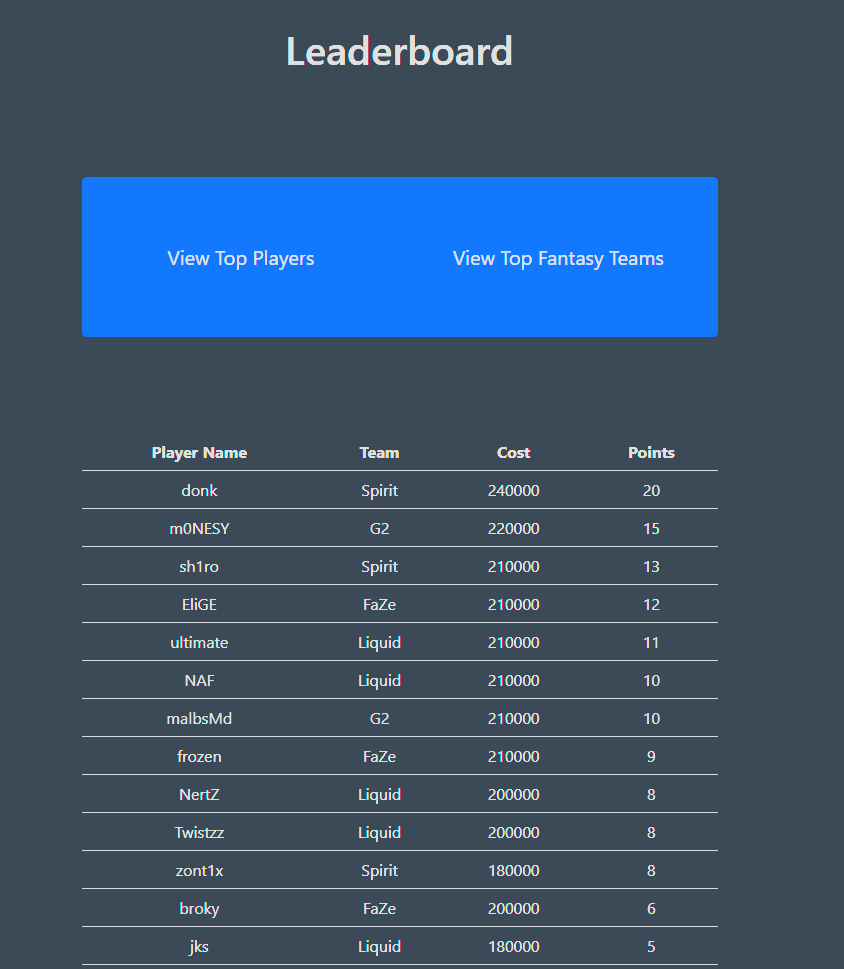 Leaderboard
View Top Players View Top Fantasy Teams
Player Name Team Cost Points
donk Spirit 240000 20
m0NESY G2 220000 15
sh1ro Spirit 210000 13
EliGE FaZe 210000 12
ultimate Liquid 210000 11
NAF Liquid 210000 10
malbsMd G2 210000 10
frozen FaZe 210000 9
NertZ Liquid 200000 8
Twistzz Liquid 200000 8
zont1x Spirit 180000 8
broky FaZe 200000 6
jks Liquid 180000 5